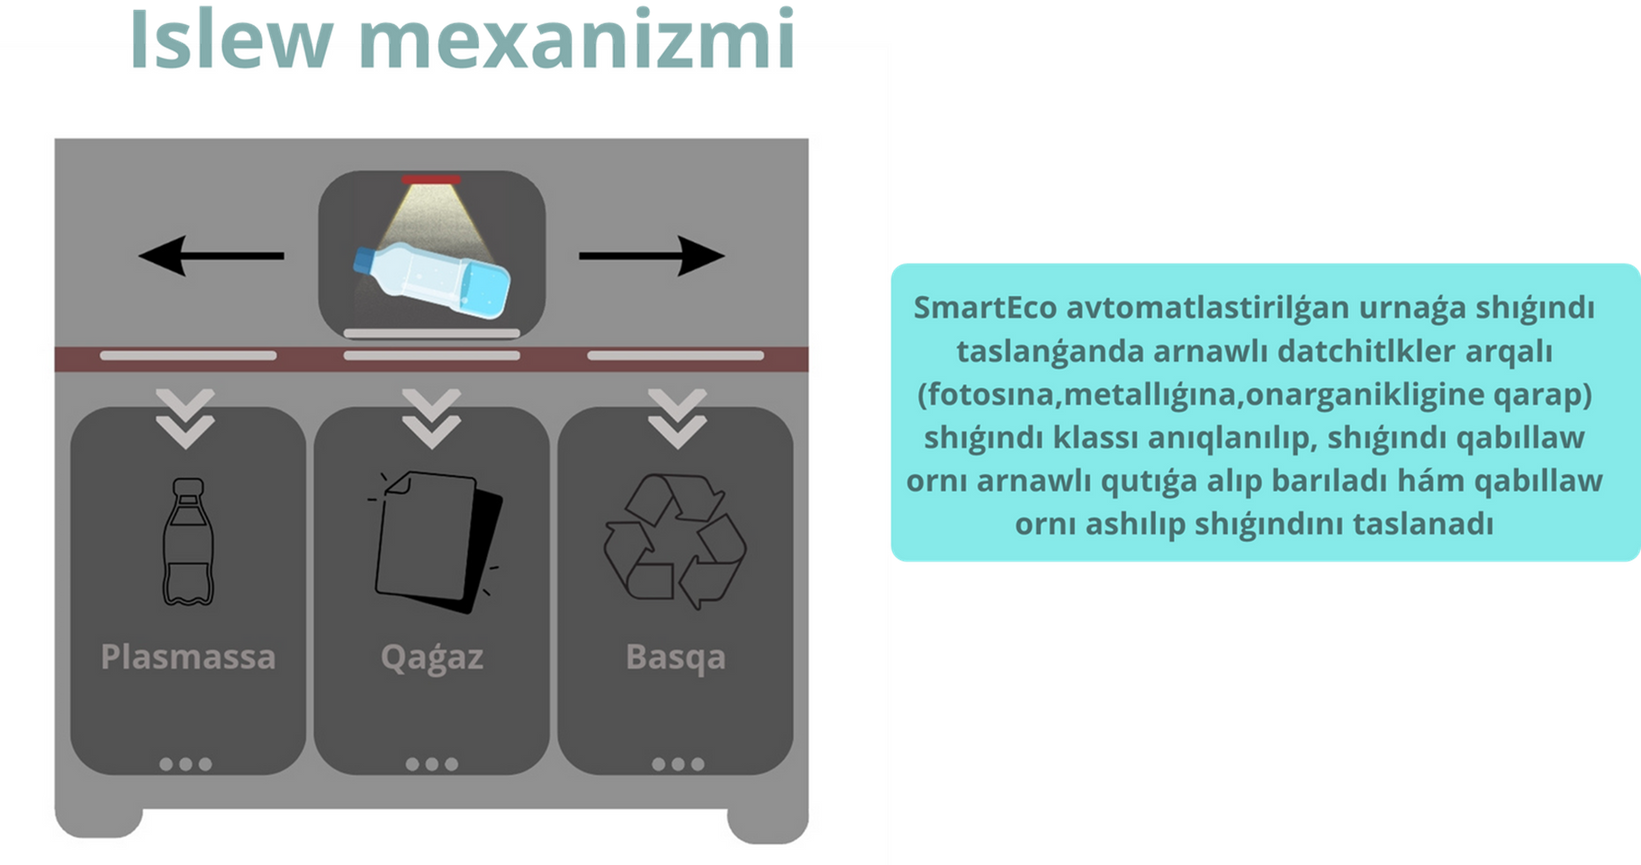 Islew mexanizmi
SmartEco avtomatlastirilǵan urnaǵa shıǵındı
taslanǵanda arnawlı datchitlkler arqalı
(fotosına,metallıǵına,onarganikligine qarap)
shıǵındı klassı anıqlanılıp, shıǵındı qabıllaw
ornı arnawlı qutıǵa alıp barıladı hám qabıllaw
ornı ashılıp shıǵındını taslanadı
Plasmassa
Qaǵaz
Basqa